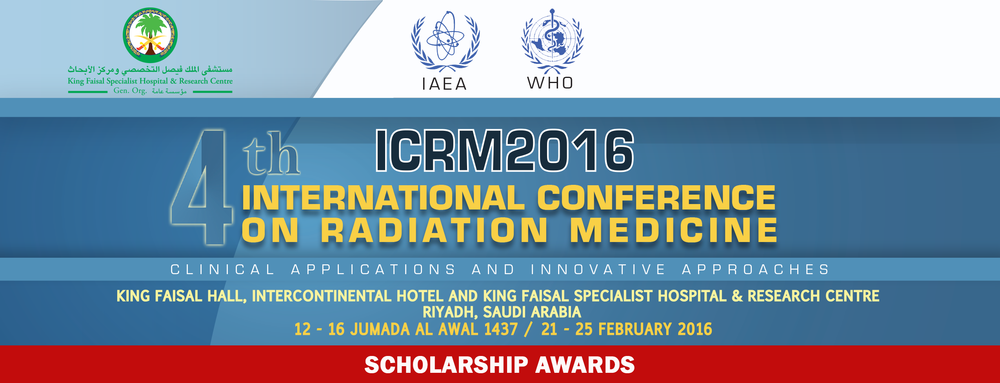 مستشفى الملك فيصل التخصصي ومركز الأبحاث
King Faisal Specialist Hospital & Research Centre
Gen. Org. مؤسسة عامة
IAEA
WHO
ICRM2016
4th
INTERNATIONAL CONFERENCE
ON RADIATION MEDICINE
CLINICAL APPLICATIONS AND INNOVATIVE APPROACHES
KING FAISAL HALL, INTERCONTINENTAL HOTEL AND KING FAISAL SPECIALIST HOSPITAL & RESEARCH CENTRE
RIYADH, SAUDI ARABIA
12 - 16 JUMADA AL AWAL 1437 / 21 - 25 FEBRUARY 2016
SCHOLARSHIP AWARDS